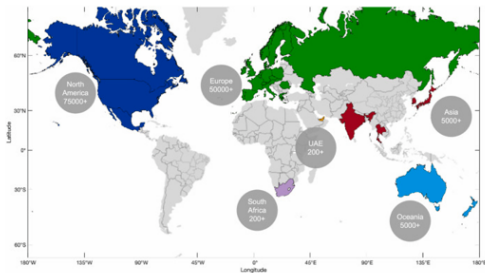 60°N
30°N
0°
30°S
60°S
Latitude
North
America
75000+
Europe
50000+
Asia
5000+
UAE
200+
South
Africa
200+
Oceania
5000+
180°W
135°W
90°W
45°W
0°
45°E
90°E
135°E
180°E
Longitude